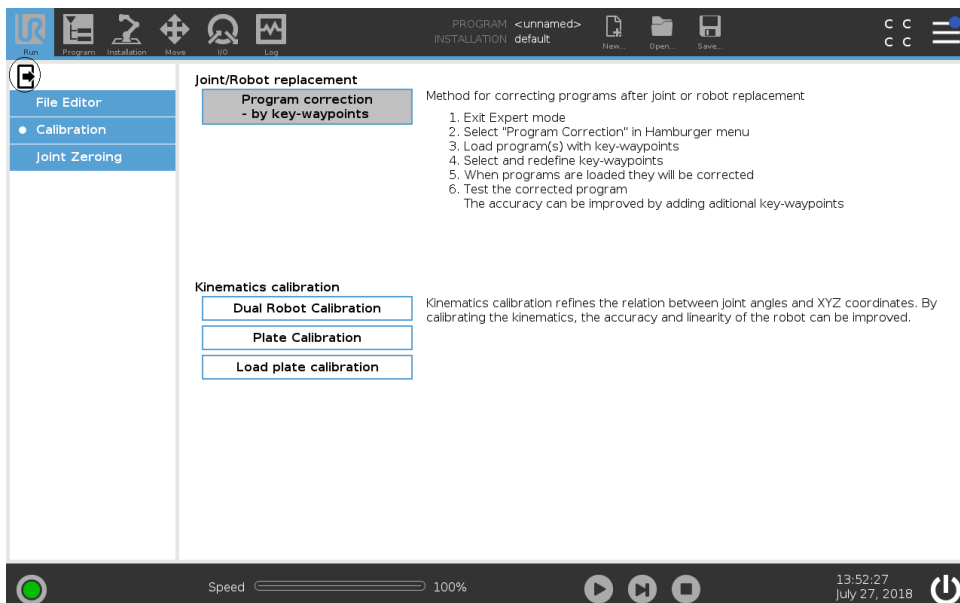 UR
Run
Program
Installation
Move
I/O
Log
PROGRAM <unnamed>
INSTALLATION default
New...
Open...
Save...
C C
C C
File Editor
Calibration
Joint Zeroing
Joint/Robot replacement
Program correction
- by key-waypoints
Method for correcting programs after joint or robot replacement
1. Exit Expert mode
2. Select "Program Correction" in Hamburger menu
3. Load program(s) with key-waypoints
4. Select and redefine key-waypoints
5. When programs are loaded they will be corrected
6. Test the corrected program
The accuracy can be improved by adding aditional key-waypoints
Kinematics calibration
Dual Robot Calibration
Plate Calibration
Load plate calibration
Kinematics calibration refines the relation between joint angles and XYZ coordinates. By
calibrating the kinematics, the accuracy and linearity of the robot can be improved.
Speed
100%
13:52:27
July 27, 2018